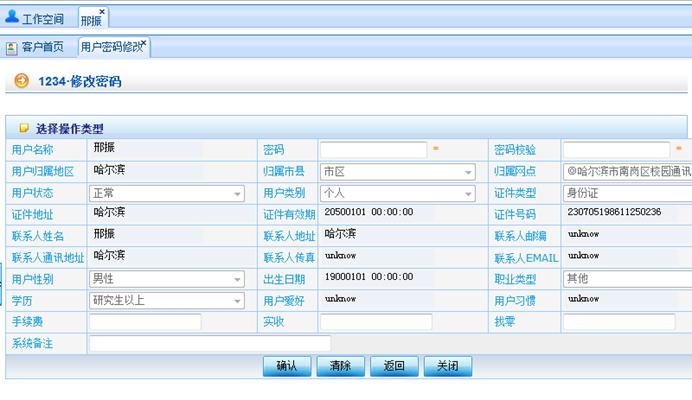 工作空间 邢振
客户首页 用户密码修改
1234-修改密码
选择操作类型
用户名称 邢振 密码 * 密码校验 *
用户归属地区 哈尔滨 归属市县 市区 归属网点 @哈尔滨市南岗区校园通讯
用户状态 正常 用户类别 个人 证件类型 身份证
证件地址 哈尔滨 证件有效期 20500101 00:00:00 证件号码 230705198611250236
联系人姓名 邢振 联系人地址 哈尔滨 联系人邮编 unknow
联系人通讯地址 哈尔滨 联系人传真 unknow 联系人EMAIL unknow
用户性别 男性 出生日期 19000101 00:00:00 职业类型 其他
学历 研究生以上 用户爱好 unknow 用户习惯 unknow
手续费 实收 找零
系统备注
确认 清除 返回 关闭